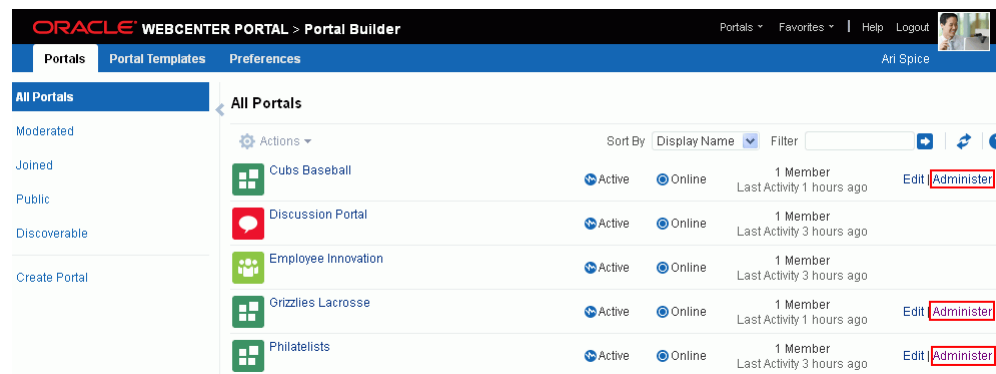 ORACLE WEBCENTER PORTAL > Portal Builder
Portals Favorites | Help Logout
Portals Portal Templates Preferences
Ari Spice
All Portals
Moderated
Joined
Public
Discoverable
Create Portal
All Portals
Actions
Sort By Display Name Filter
Cubs Baseball
Active Online
1 Member
Last Activity 1 hours ago
Edit | Administer
Discussion Portal
Active Online
1 Member
Last Activity 3 hours ago
Employee Innovation
Active Online
1 Member
Last Activity 3 hours ago
Grizzlies Lacrosse
Active Online
1 Member
Last Activity 1 hours ago
Edit | Administer
Philatelists
Active Online
1 Member
Last Activity 3 hours ago
Edit | Administer